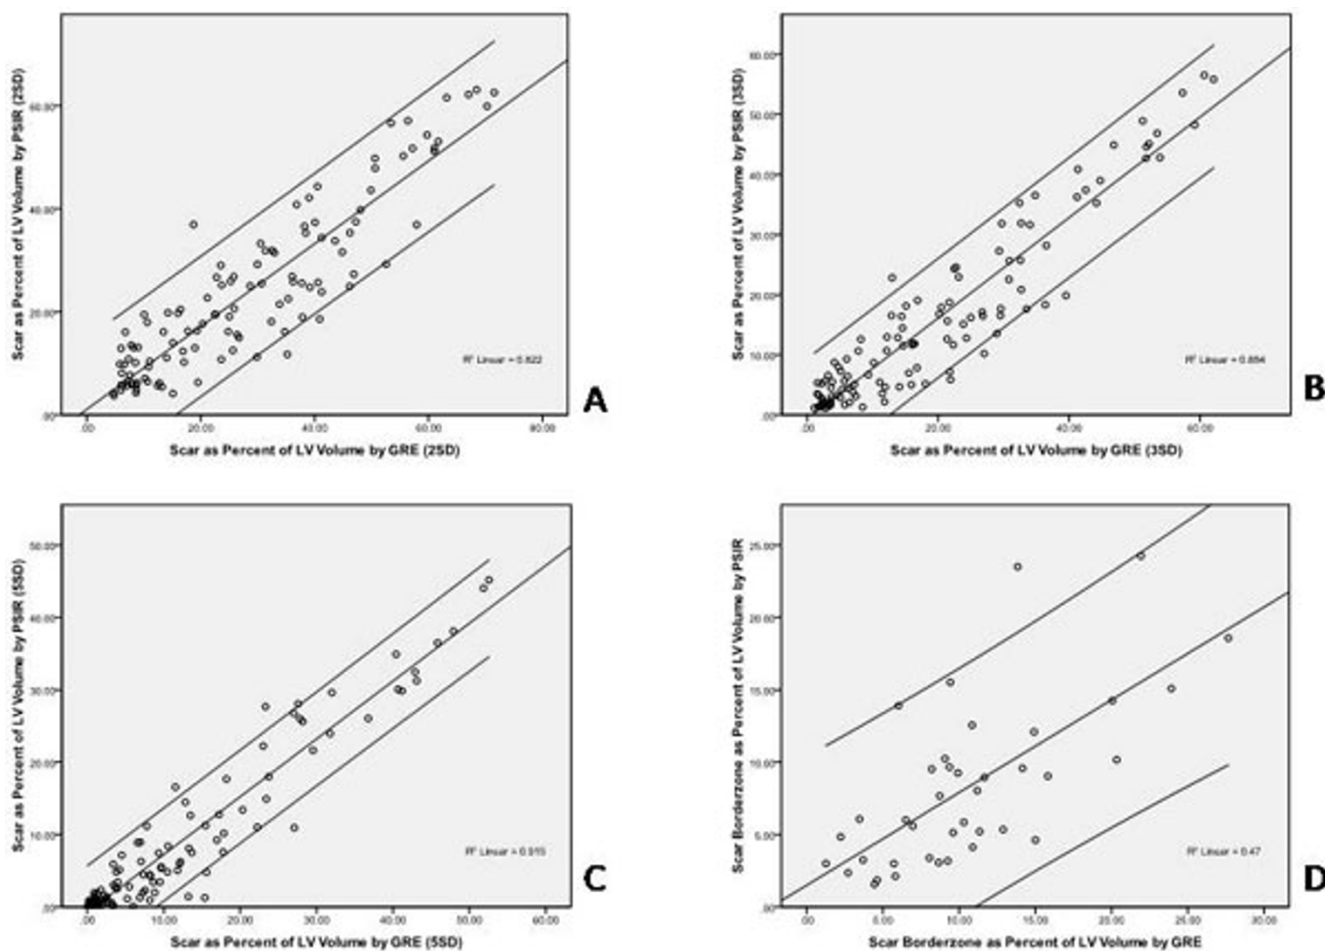 Scar as Percent of LV Volume by PSIR (2SD)
60.00
40.00
20.00
.00
R² Linear = 0.822
.00 20.00 40.00 60.00 80.00
Scar as Percent of LV Volume by GRE (2SD)
A
Scar as Percent of LV Volume by PSIR (3SD)
60.00
50.00
40.00
30.00
20.00
10.00
.00
R² Linear = 0.884
.00 20.00 40.00 60.00
Scar as Percent of LV Volume by GRE (3SD)
B
Scar as Percent of LV Volume by PSIR (5SD)
50.00
40.00
30.00
20.00
10.00
.00
R² Linear = 0.915
.00 10.00 20.00 30.00 40.00 50.00 60.00
Scar as Percent of LV Volume by GRE (5SD)
C
Scar Borderzone as Percent of LV Volume by PSIR
25.00
20.00
15.00
10.00
5.00
.00
R² Linear = 0.47
.00 5.00 10.00 15.00 20.00 25.00 30.00
Scar Borderzone as Percent of LV Volume by GRE
D